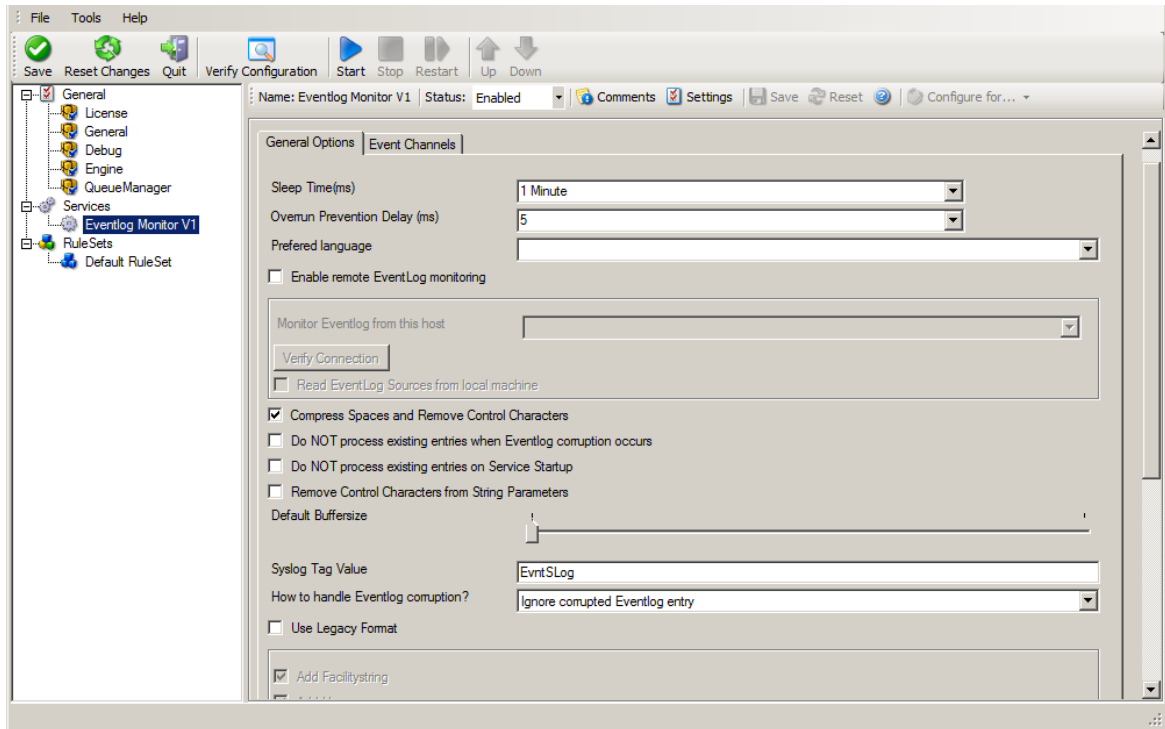 File Tools Help
Save Reset Changes Quit Verify Configuration Start Stop Restart Up Down
General
License
General
Debug
Engine
QueueManager
Services
Eventlog Monitor V1
RuleSets
Default RuleSet
Name: Eventlog Monitor V1 Status: Enabled Comments Settings Save Reset Configure for...
General Options Event Channels
Sleep Time(ms) 1 Minute
Overrun Prevention Delay (ms) 5
Prefered language
Enable remote EventLog monitoring
Monitor Eventlog from this host
Verify Connection
Read EventLog Sources from local machine
Compress Spaces and Remove Control Characters
Do NOT process existing entries when Eventlog corruption occurs
Do NOT process existing entries on Service Startup
Remove Control Characters from String Parameters
Default Buffersize
Syslog Tag Value EvntSLog
How to handle Eventlog corruption? Ignore corrupted Eventlog entry
Use Legacy Format
Add Facilitystring